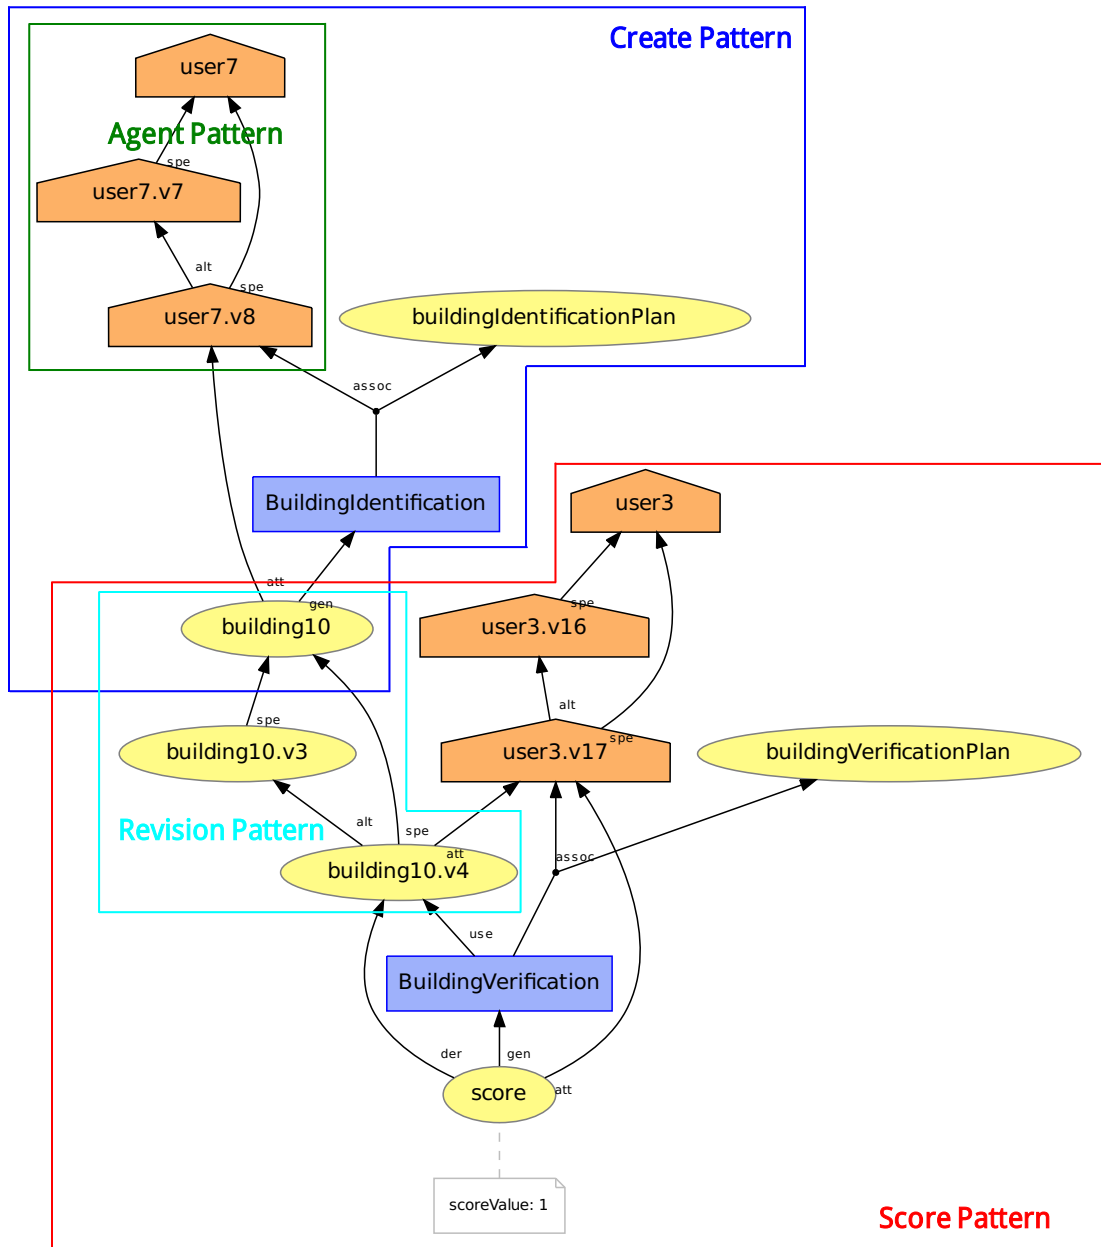 Create Pattern
user7
Agent Pattern
spe
user7.v7
alt
spe
user7.v8
buildingIdentificationPlan
assoc
BuildingIdentification
user3
att
gen
spe
building10
user3.v16
spe
alt
building10.v3
user3.v17
spe
buildingVerificationPlan
alt
Revision Pattern
spe
att
assoc
building10.v4
use
BuildingVerification
der
gen
att
score
scoreValue: 1
Score Pattern